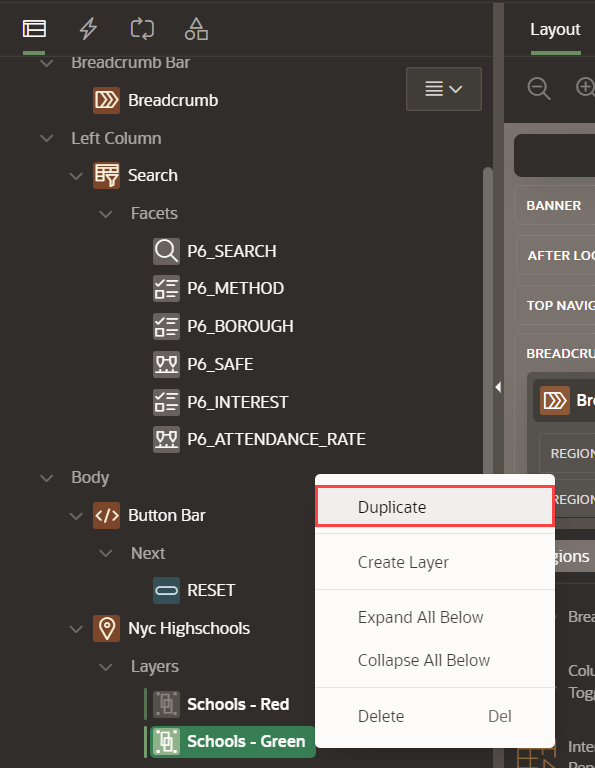 Layout
Breadcrumb Bar
Breadcrumb
Left Column
Search
Facets
P6_SEARCH
P6_METHOD
P6_BOROUGH
P6_SAFE
P6_INTEREST
P6_ATTENDANCE_RATE
Body
Button Bar
Next
RESET
Nyc Highschools
Layers
Schools - Red
Schools - Green
Duplicate
Create Layer
Expand All Below
Collapse All Below
Delete Del
BANNER
AFTER LOG
TOP NAVIG
BREADCRU
Bre
REGION
REGION
gions
Brea
Colu
Togg
Inte